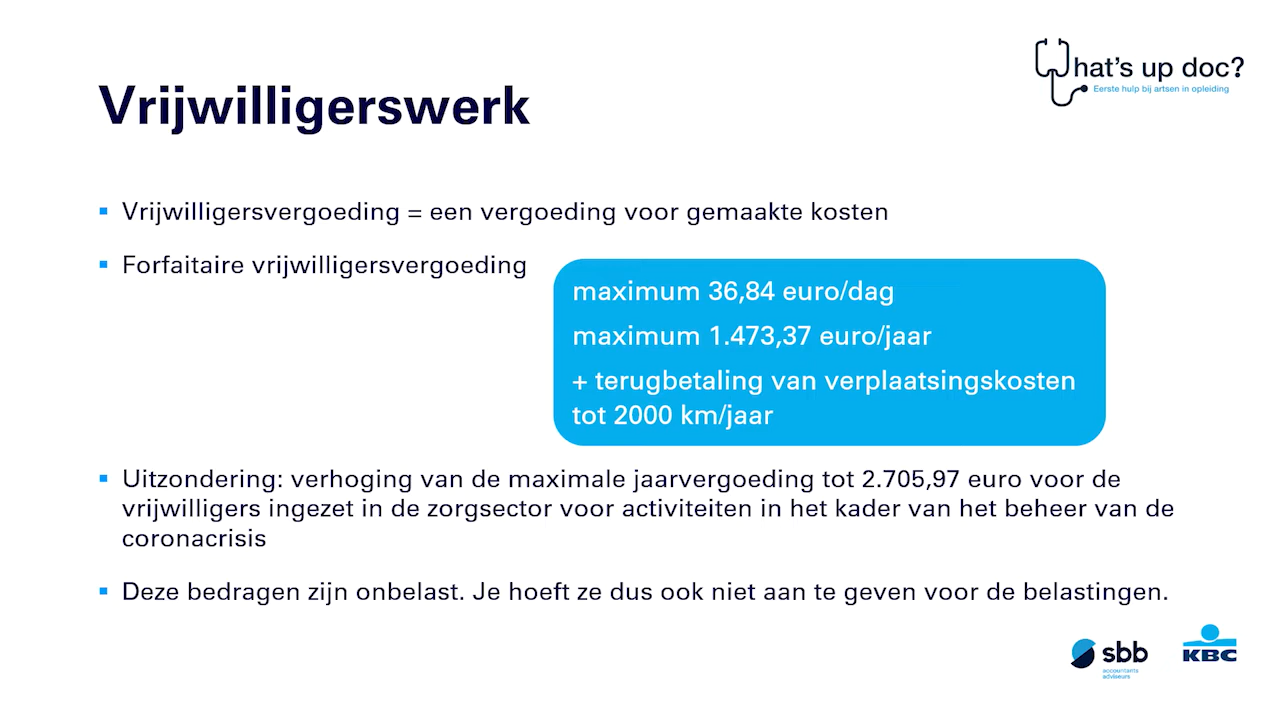 hat's up doc?
Eerste hulp bij artsen in opleiding
Vrijwilligerswerk
Vrijwilligersvergoeding = een vergoeding voor gemaakte kosten
Forfaitaire vrijwilligersvergoeding
maximum 36,84 euro/dag
maximum 1.473,37 euro/jaar
+ terugbetaling van verplaatsingskosten
tot 2000 km/jaar
Uitzondering: verhoging van de maximale jaarvergoeding tot 2.705,97 euro voor de
vrijwilligers ingezet in de zorgsector voor activiteiten in het kader van het beheer van de
coronacrisis
Deze bedragen zijn onbelast. Je hoeft ze dus ook niet aan te geven voor de belastingen.
sbb
accountants
adviseurs
KBC